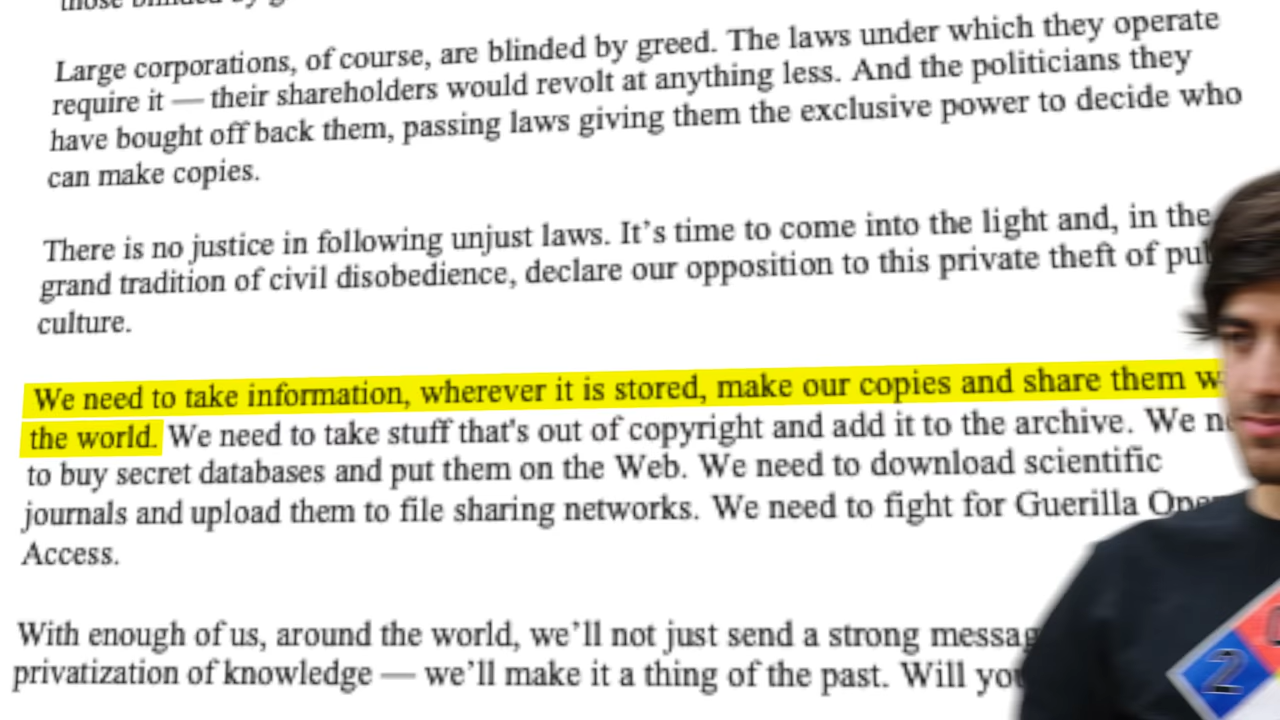 Large corporations, of course, are blinded by greed. The laws under which they operate
require it — their shareholders would revolt at anything less. And the politicians they
have bought off back them, passing laws giving them the exclusive power to decide who
can make copies.
There is no justice in following unjust laws. It’s time to come into the light and, in the
grand tradition of civil disobedience, declare our opposition to this private theft of
culture.
We need to take information, wherever it is stored, make our copies and share them
the world. We need to take stuff that's out of copyright and add it to the archive. We
to buy secret databases and put them on the Web. We need to download scientific
journals and upload them to file sharing networks. We need to fight for Guerilla
Access.
With enough of us, around the world, we’ll not just send a strong
privatization of knowledge — we’ll make it a thing of the past. Will
2